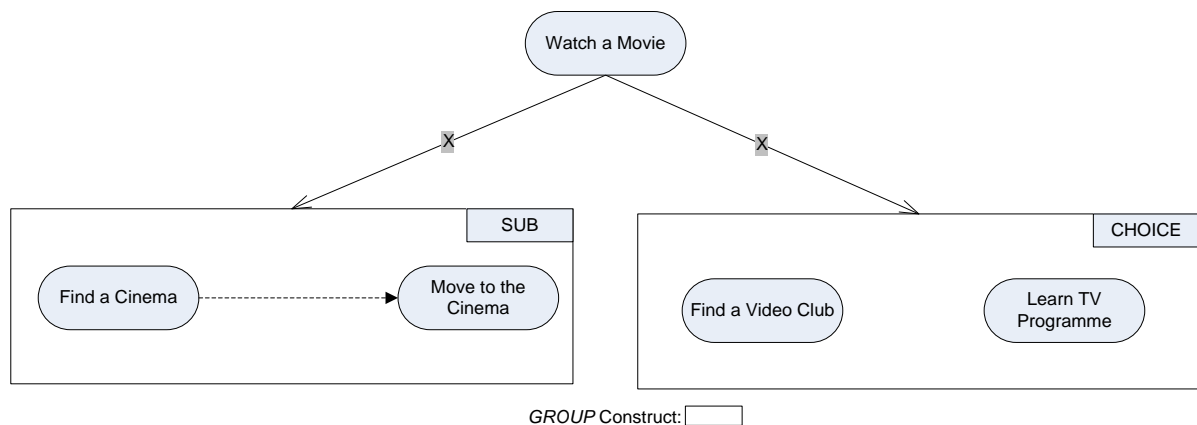 Watch a Movie
X
X
SUB
CHOICE
Find a Cinema
Move to the
Cinema
Find a Video Club
Learn TV
Programme
GROUP Construct: